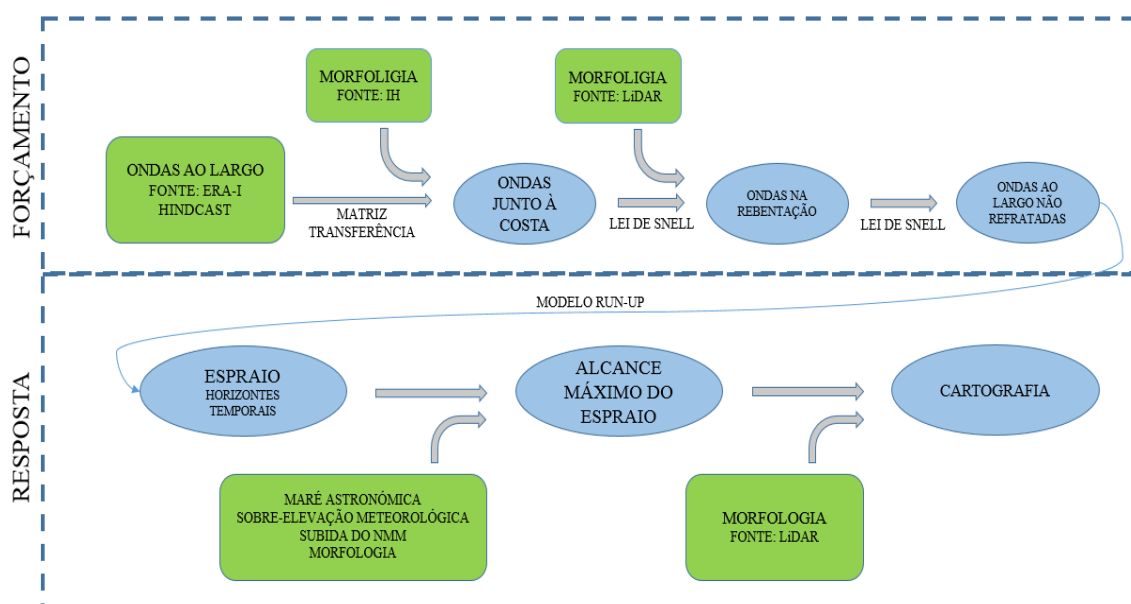 FORÇAMENTO
MORFOLIGIA
FONTE: IH
MORFOLIGIA
FONTE: LiDAR
ONDAS AO LARGO
FONTE: ERA-I
HINDCAST
MATRIZ
TRANSFERÊNCIA
ONDAS
JUNTO À
COSTA
LEI DE SNELL
ONDAS NA
REBENTAÇÃO
LEI DE SNELL
ONDAS AO
LARGO NÃO
REFRATADAS
RESPOSTA
MODELO RUN-UP
ESPRAIO
HORIZONTES
TEMPORAIS
ALCANCE
MÁXIMO DO
ESPRAIO
CARTOGRAFIA
MARÉ ASTRONÓMICA
SOBRE-ELEVAÇÃO METEOROLÓGICA
SUBIDA DO NMM
MORFOLOGIA
MORFOLOGIA
FONTE: LiDAR